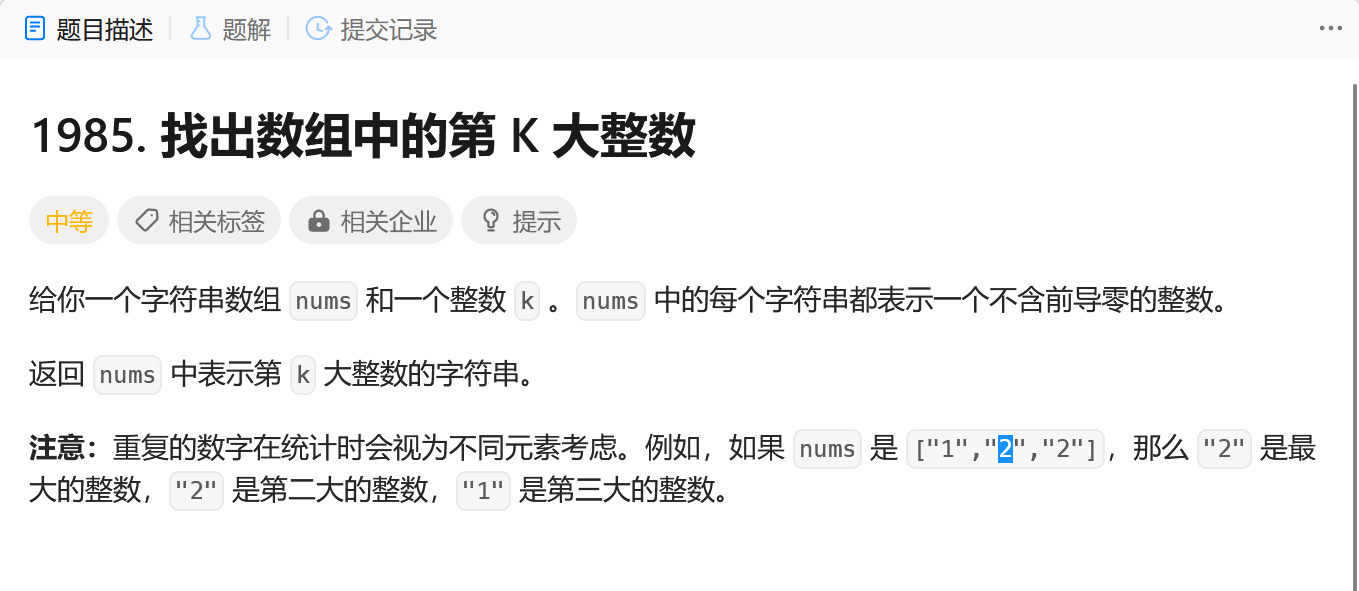 题目描述 题解 提交记录
1985. 找出数组中的第 K 大整数
中等 相关标签 相关企业 提示
给你一个字符串数组 nums 和一个整数 k 。nums 中的每个字符串都表示一个不含前导零的整数。
返回 nums 中表示第 k 大整数的字符串。
注意：重复的数字在统计时会视为不同元素考虑。例如，如果 nums 是 ["1","2","2"]，那么 "2" 是最
大的整数，"2" 是第二大的整数，"1" 是第三大的整数。